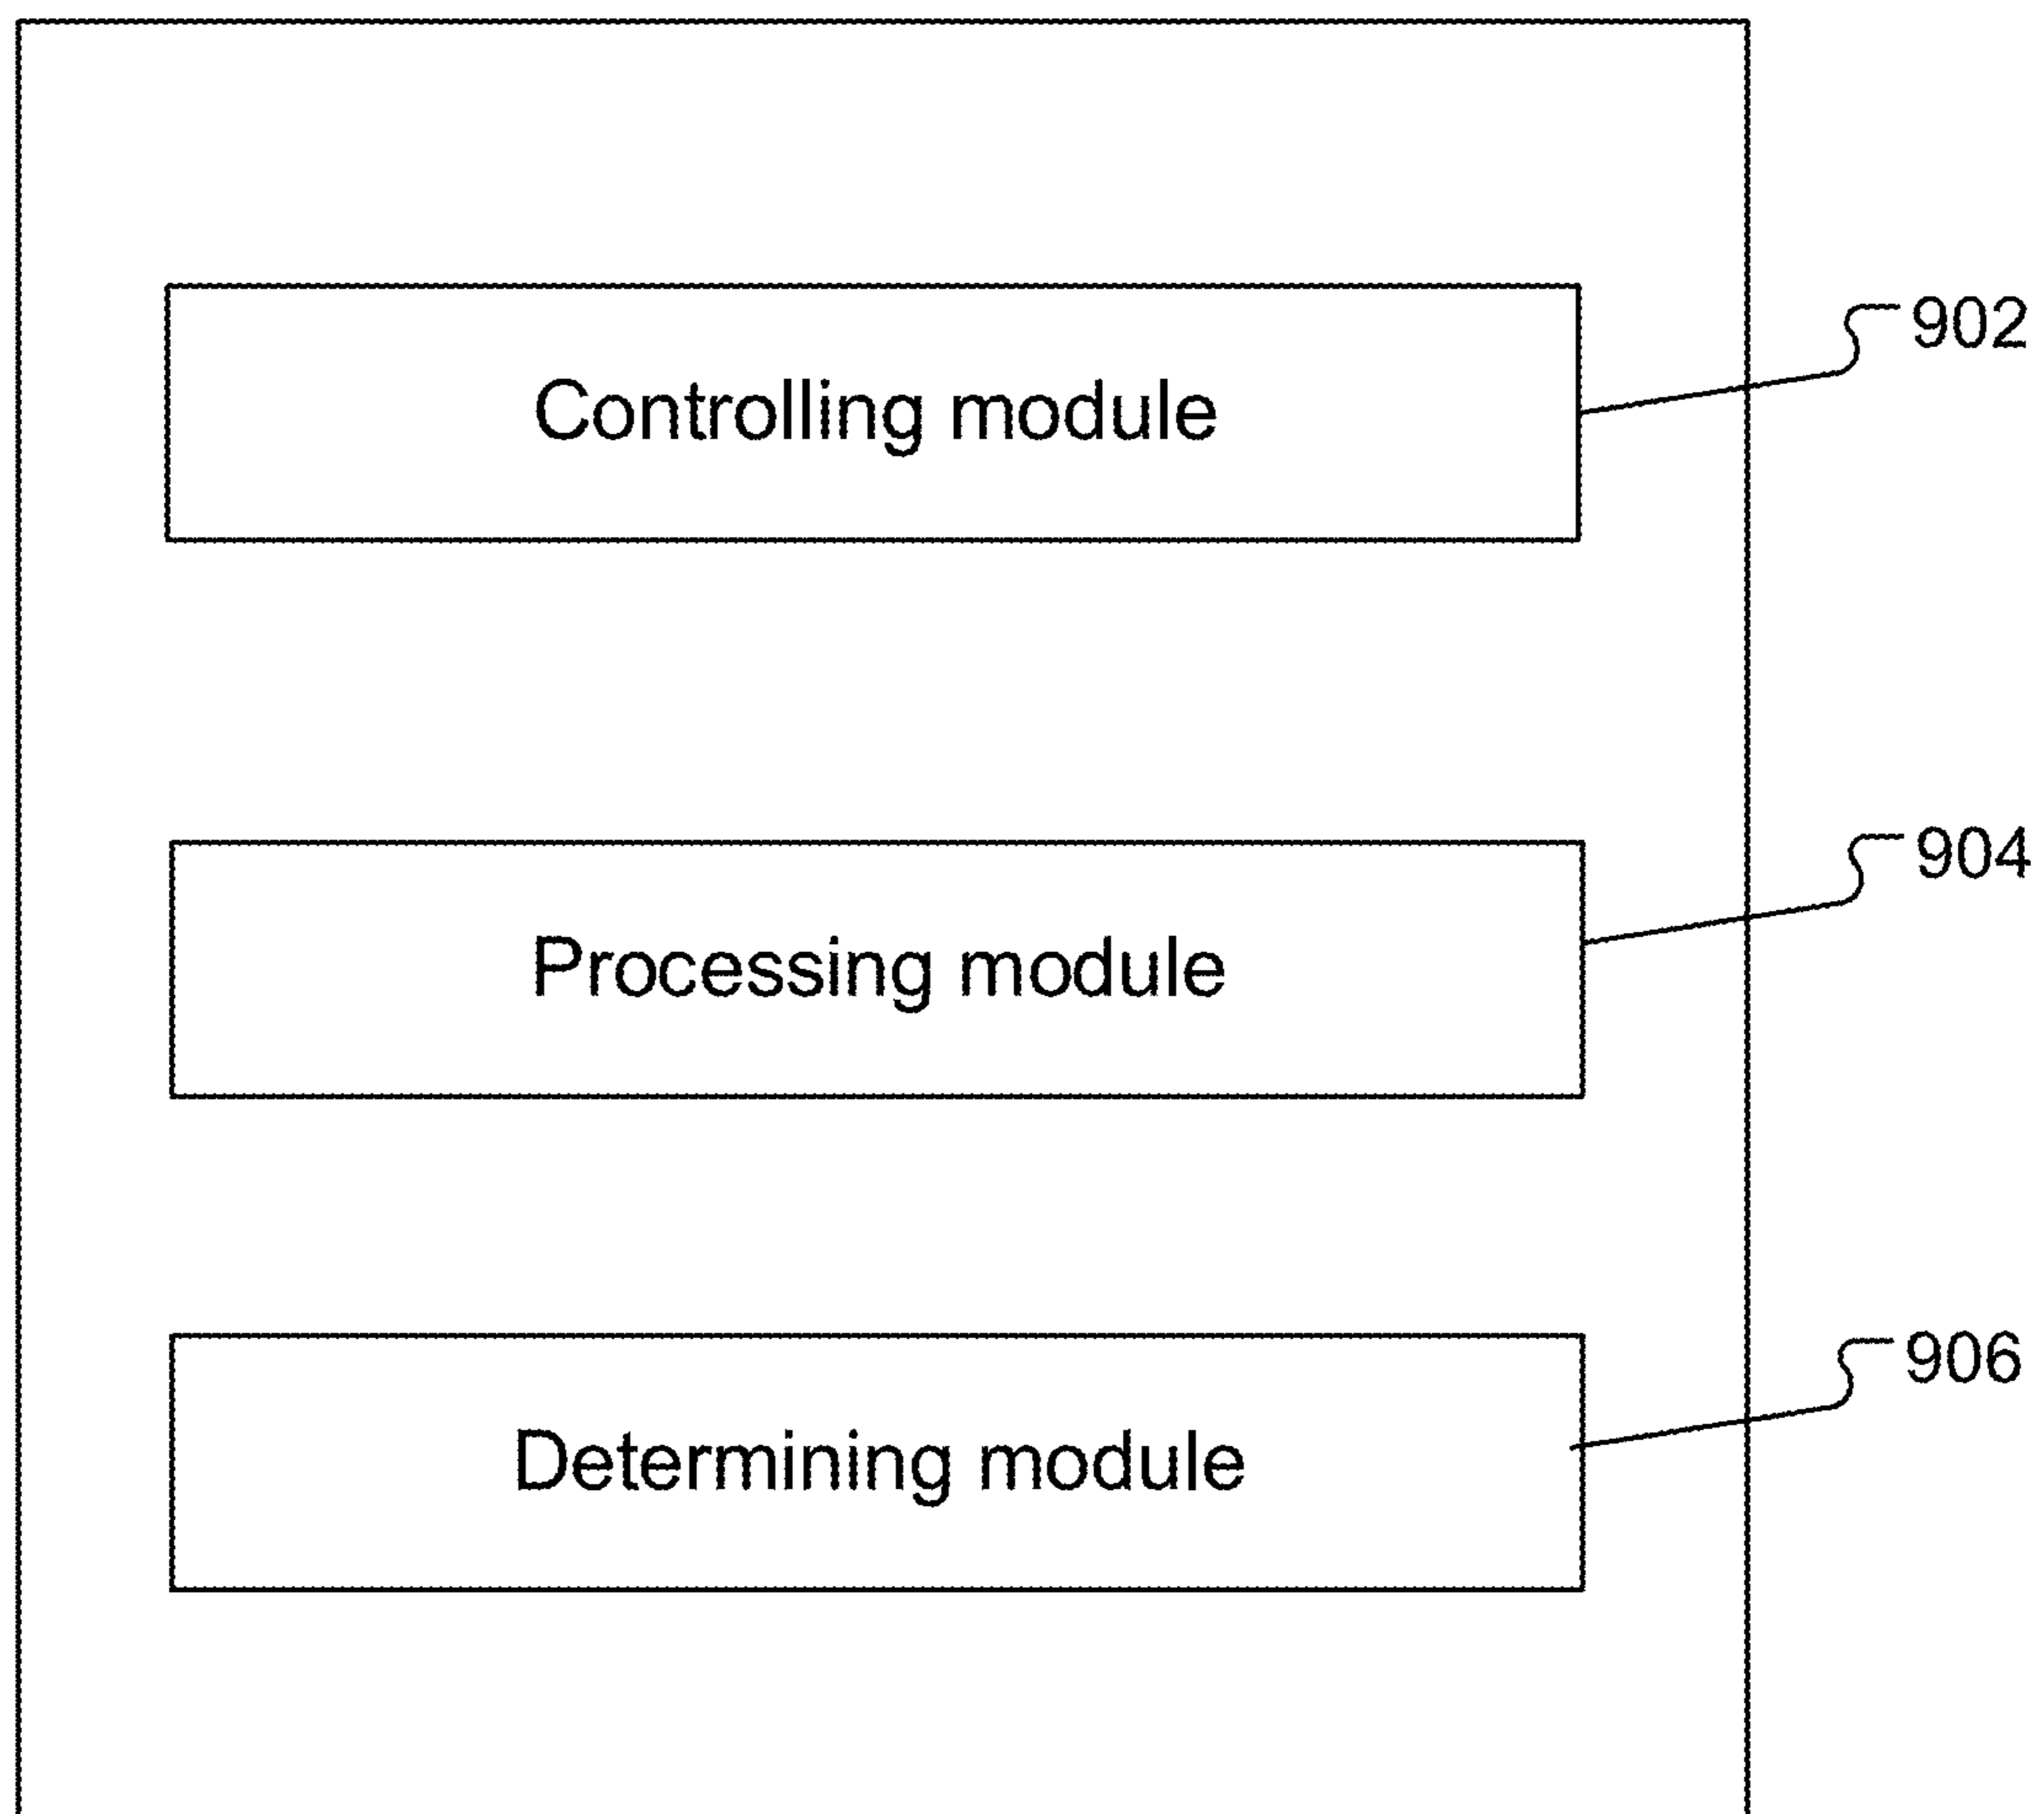 Controlling module
902
Processing module
904
Determining module
906